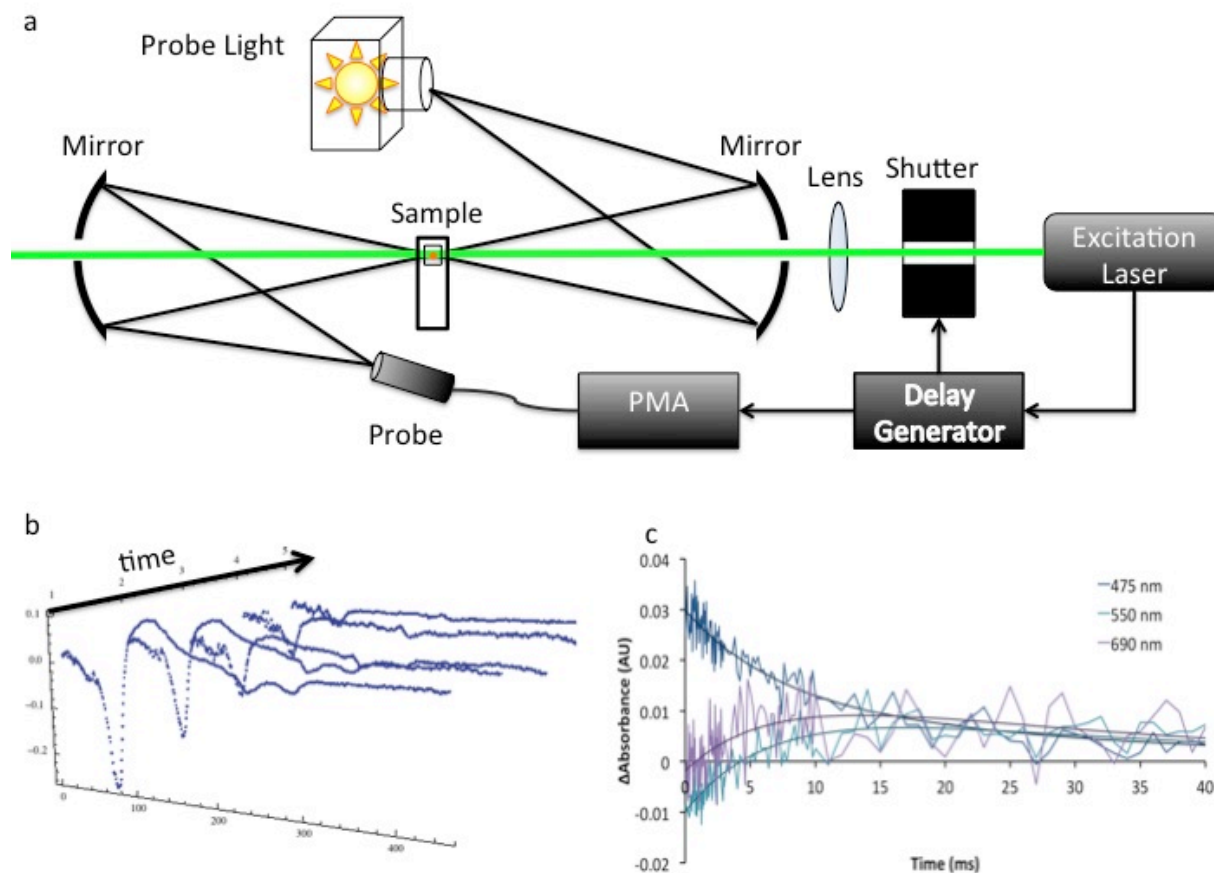 a
Probe Light
Mirror
Sample
Mirror
Lens
Shutter
Excitation
Laser
Probe
PMA
Delay
Generator
b
time
1
2
3
4
5
0.1
0.0
−0.1
−0.2
0
100
200
300
400
c
0.04
0.03
0.02
0.01
0
-0.01
-0.02
ΔAbsorbance (AU)
0
5
10
15
20
25
30
35
40
Time (ms)
475 nm
550 nm
690 nm